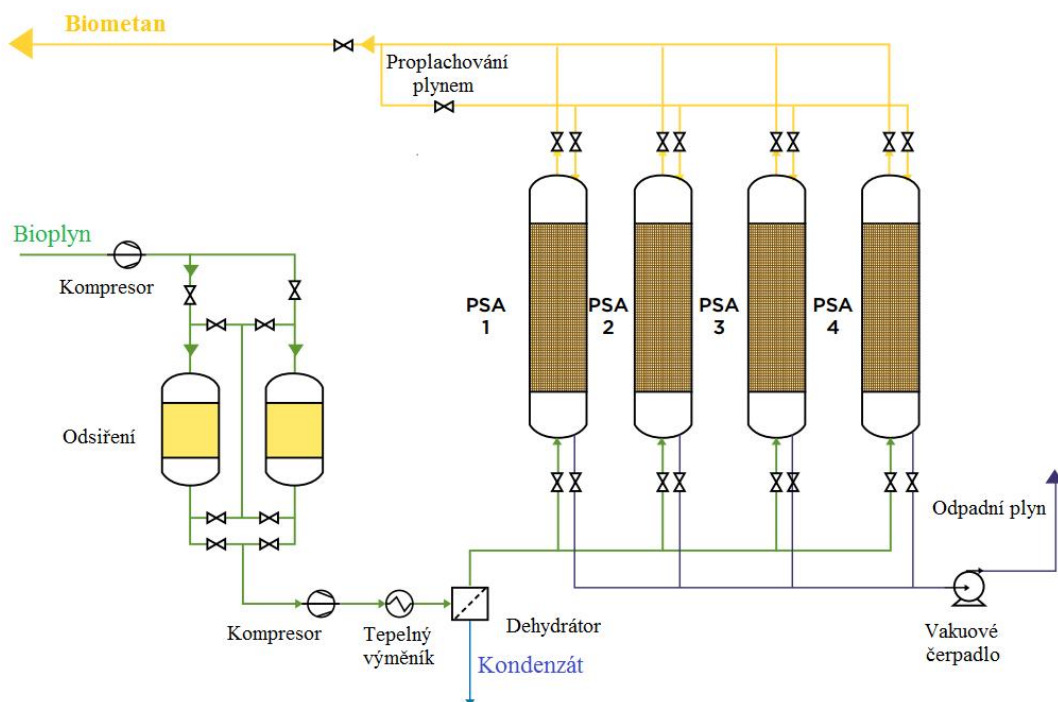 Biometan
Proplachování
plynem
Bioplyn
Kompresor
PSA
1
PSA
2
PSA
3
PSA
4
Odsiření
Odpadní plyn
Kompresor
Tepelný
výměník
Dehydrátor
Kondenzát
Vakuové
čerpadlo